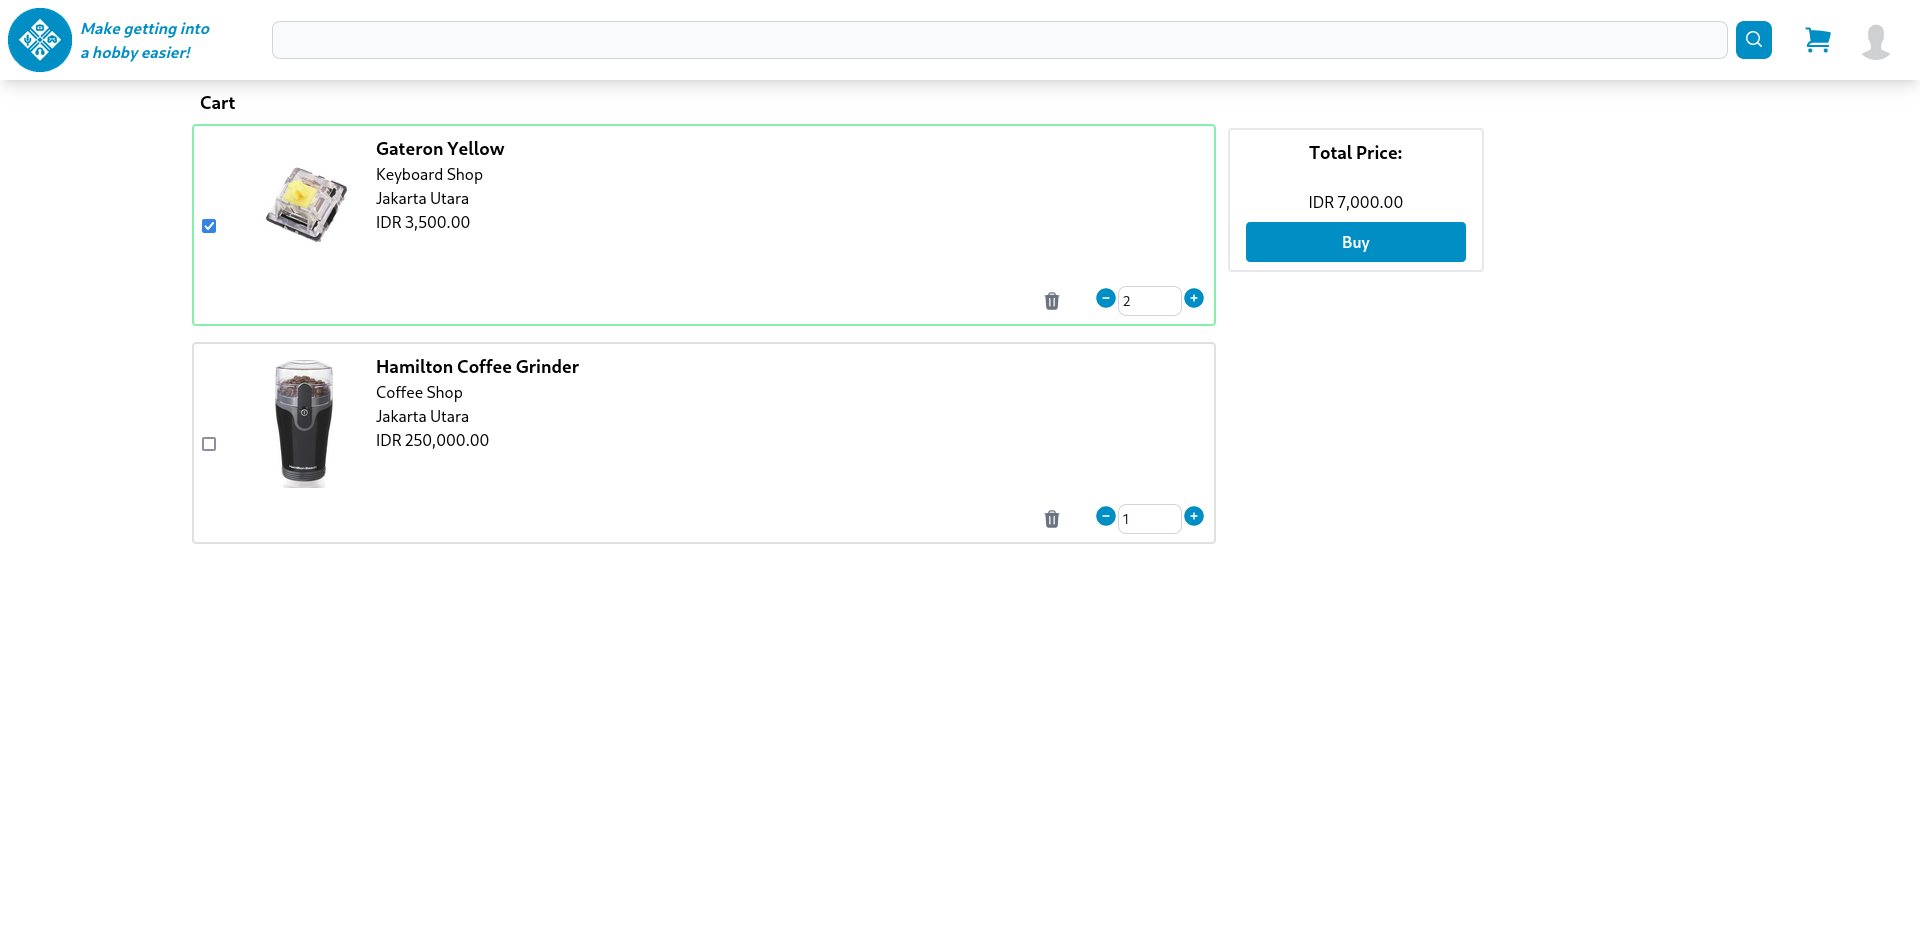 Make getting into
a hobby easier!
Cart
Gateron Yellow
Keyboard Shop
Jakarta Utara
IDR 3,500.00
2
Total Price:
IDR 7,000.00
Buy
Hamilton Coffee Grinder
Coffee Shop
Jakarta Utara
IDR 250,000.00
1